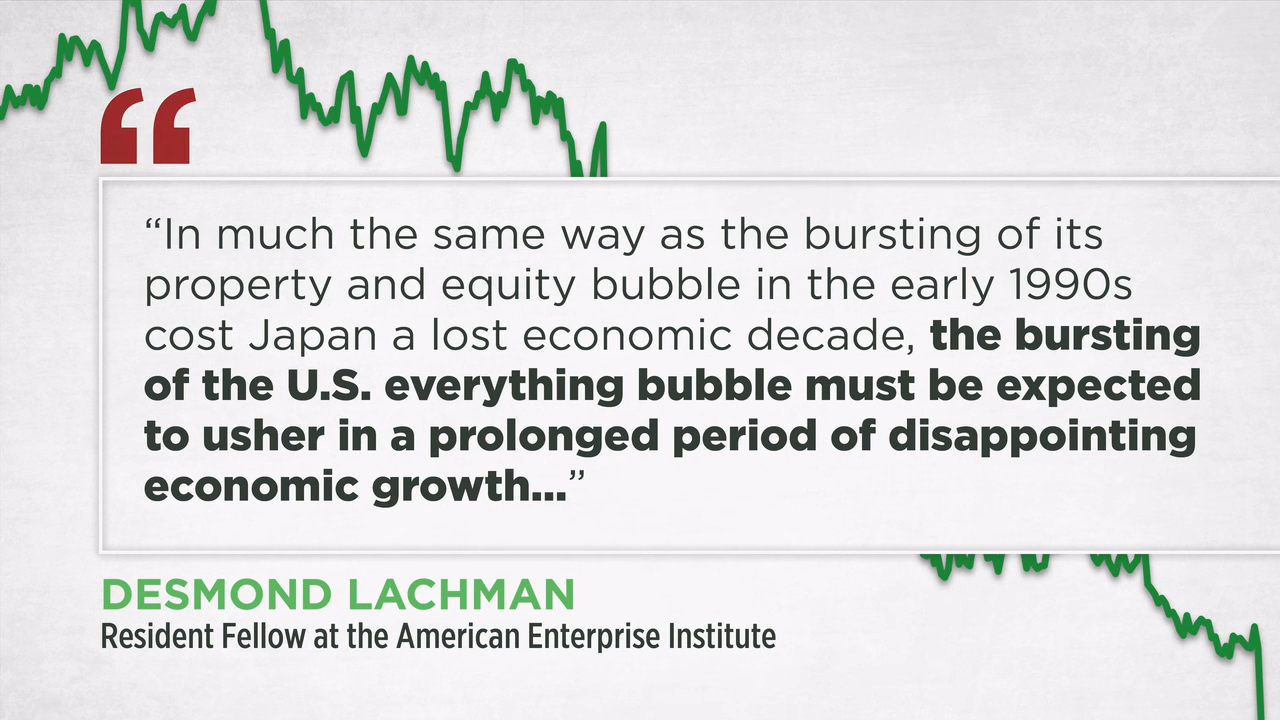 “In much the same way as the bursting of its
property and equity bubble in the early 1990s
cost Japan a lost economic decade, the bursting
of the U.S. everything bubble must be expected
to usher in a prolonged period of disappointing
economic growth...”
DESMOND LACHMAN
Resident Fellow at the American Enterprise Institute